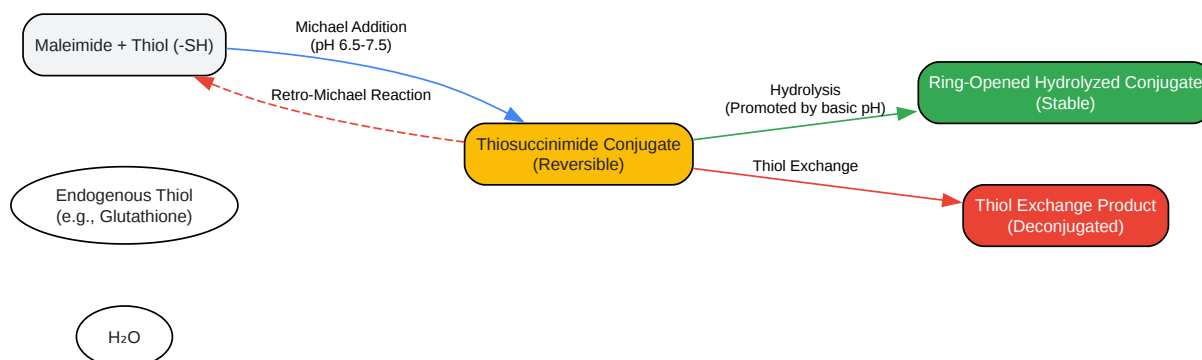 Maleimide + Thiol (-SH)
Michael Addition
(pH 6.5-7.5)
Retro-Michael Reaction
Thiosuccinimide Conjugate
(Reversible)
Hydrolysis
(Promoted by basic pH)
Ring-Opened Hydrolyzed Conjugate
(Stable)
Thiol Exchange
Thiol Exchange Product
(Deconjugated)
Endogenous Thiol
(e.g., Glutathione)
H₂O